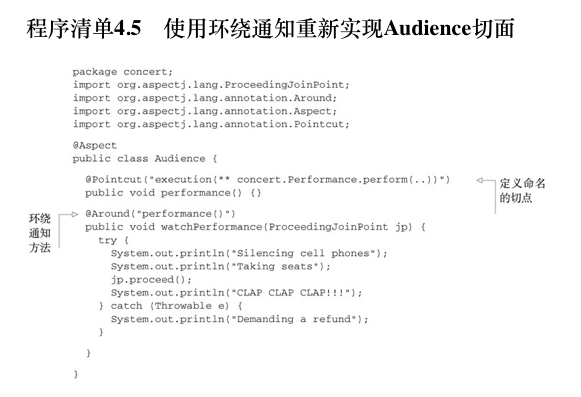 程序清单4.5 使用环绕通知重新实现Audience切面
package concert;
import org.aspectj.lang.ProceedingJoinPoint;
import org.aspectj.lang.annotation.Around;
import org.aspectj.lang.annotation.Aspect;
import org.aspectj.lang.annotation.Pointcut;
@Aspect
public class Audience {
@Pointcut("execution(** concert.Performance.perform(..))")
public void performance() {}
定义命名
的切点
环绕
通知
方法
@Around("performance()")
public void watchPerformance(ProceedingJoinPoint jp) {
try {
System.out.println("Silencing cell phones");
System.out.println("Taking seats");
jp.proceed();
System.out.println("CLAP CLAP CLAP!!!");
} catch (Throwable e) {
System.out.println("Demanding a refund");
}
}
}